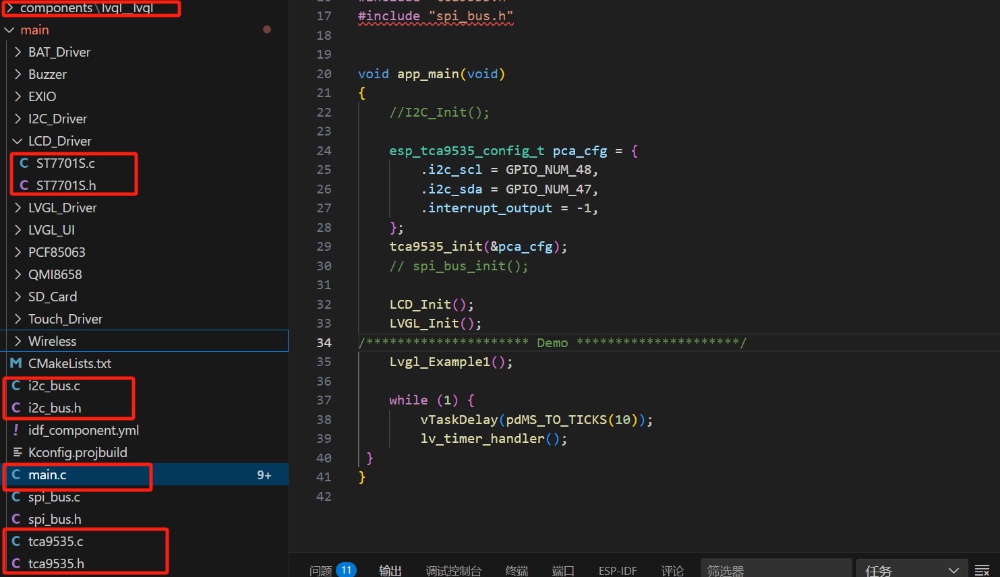 components\lvgl__lvgl
main
BAT_Driver
Buzzer
EXIO
I2C_Driver
LCD_Driver
C ST7701S.c
C ST7701S.h
LVGL_Driver
LVGL_UI
PCF85063
QMI8658
SD_Card
Touch_Driver
Wireless
M CMakeLists.txt
C i2c_bus.c
C i2c_bus.h
! idf_component.yml
Kconfig.projbuild
C main.c 9+
C spi_bus.c
C spi_bus.h
C tca9535.c
C tca9535.h
17 #include "spi_bus.h"
18
19
20 void app_main(void)
21 {
22 //I2C_Init();
23
24 esp_tca9535_config_t pca_cfg = {
25 .i2c_scl = GPIO_NUM_48,
26 .i2c_sda = GPIO_NUM_47,
27 .interrupt_output = -1,
28 };
29 tca9535_init(&pca_cfg);
30 // spi_bus_init();
31
32 LCD_Init();
33 LVGL_Init();
34 /********************* Demo *********************/
35 Lvgl_Example1();
36
37 while (1) {
38 vTaskDelay(pdMS_TO_TICKS(10));
39 lv_timer_handler();
40 }
41 }
42
问题 11 输出 调试控制台 终端 端口 ESP-IDF 评论 筛选器 任务